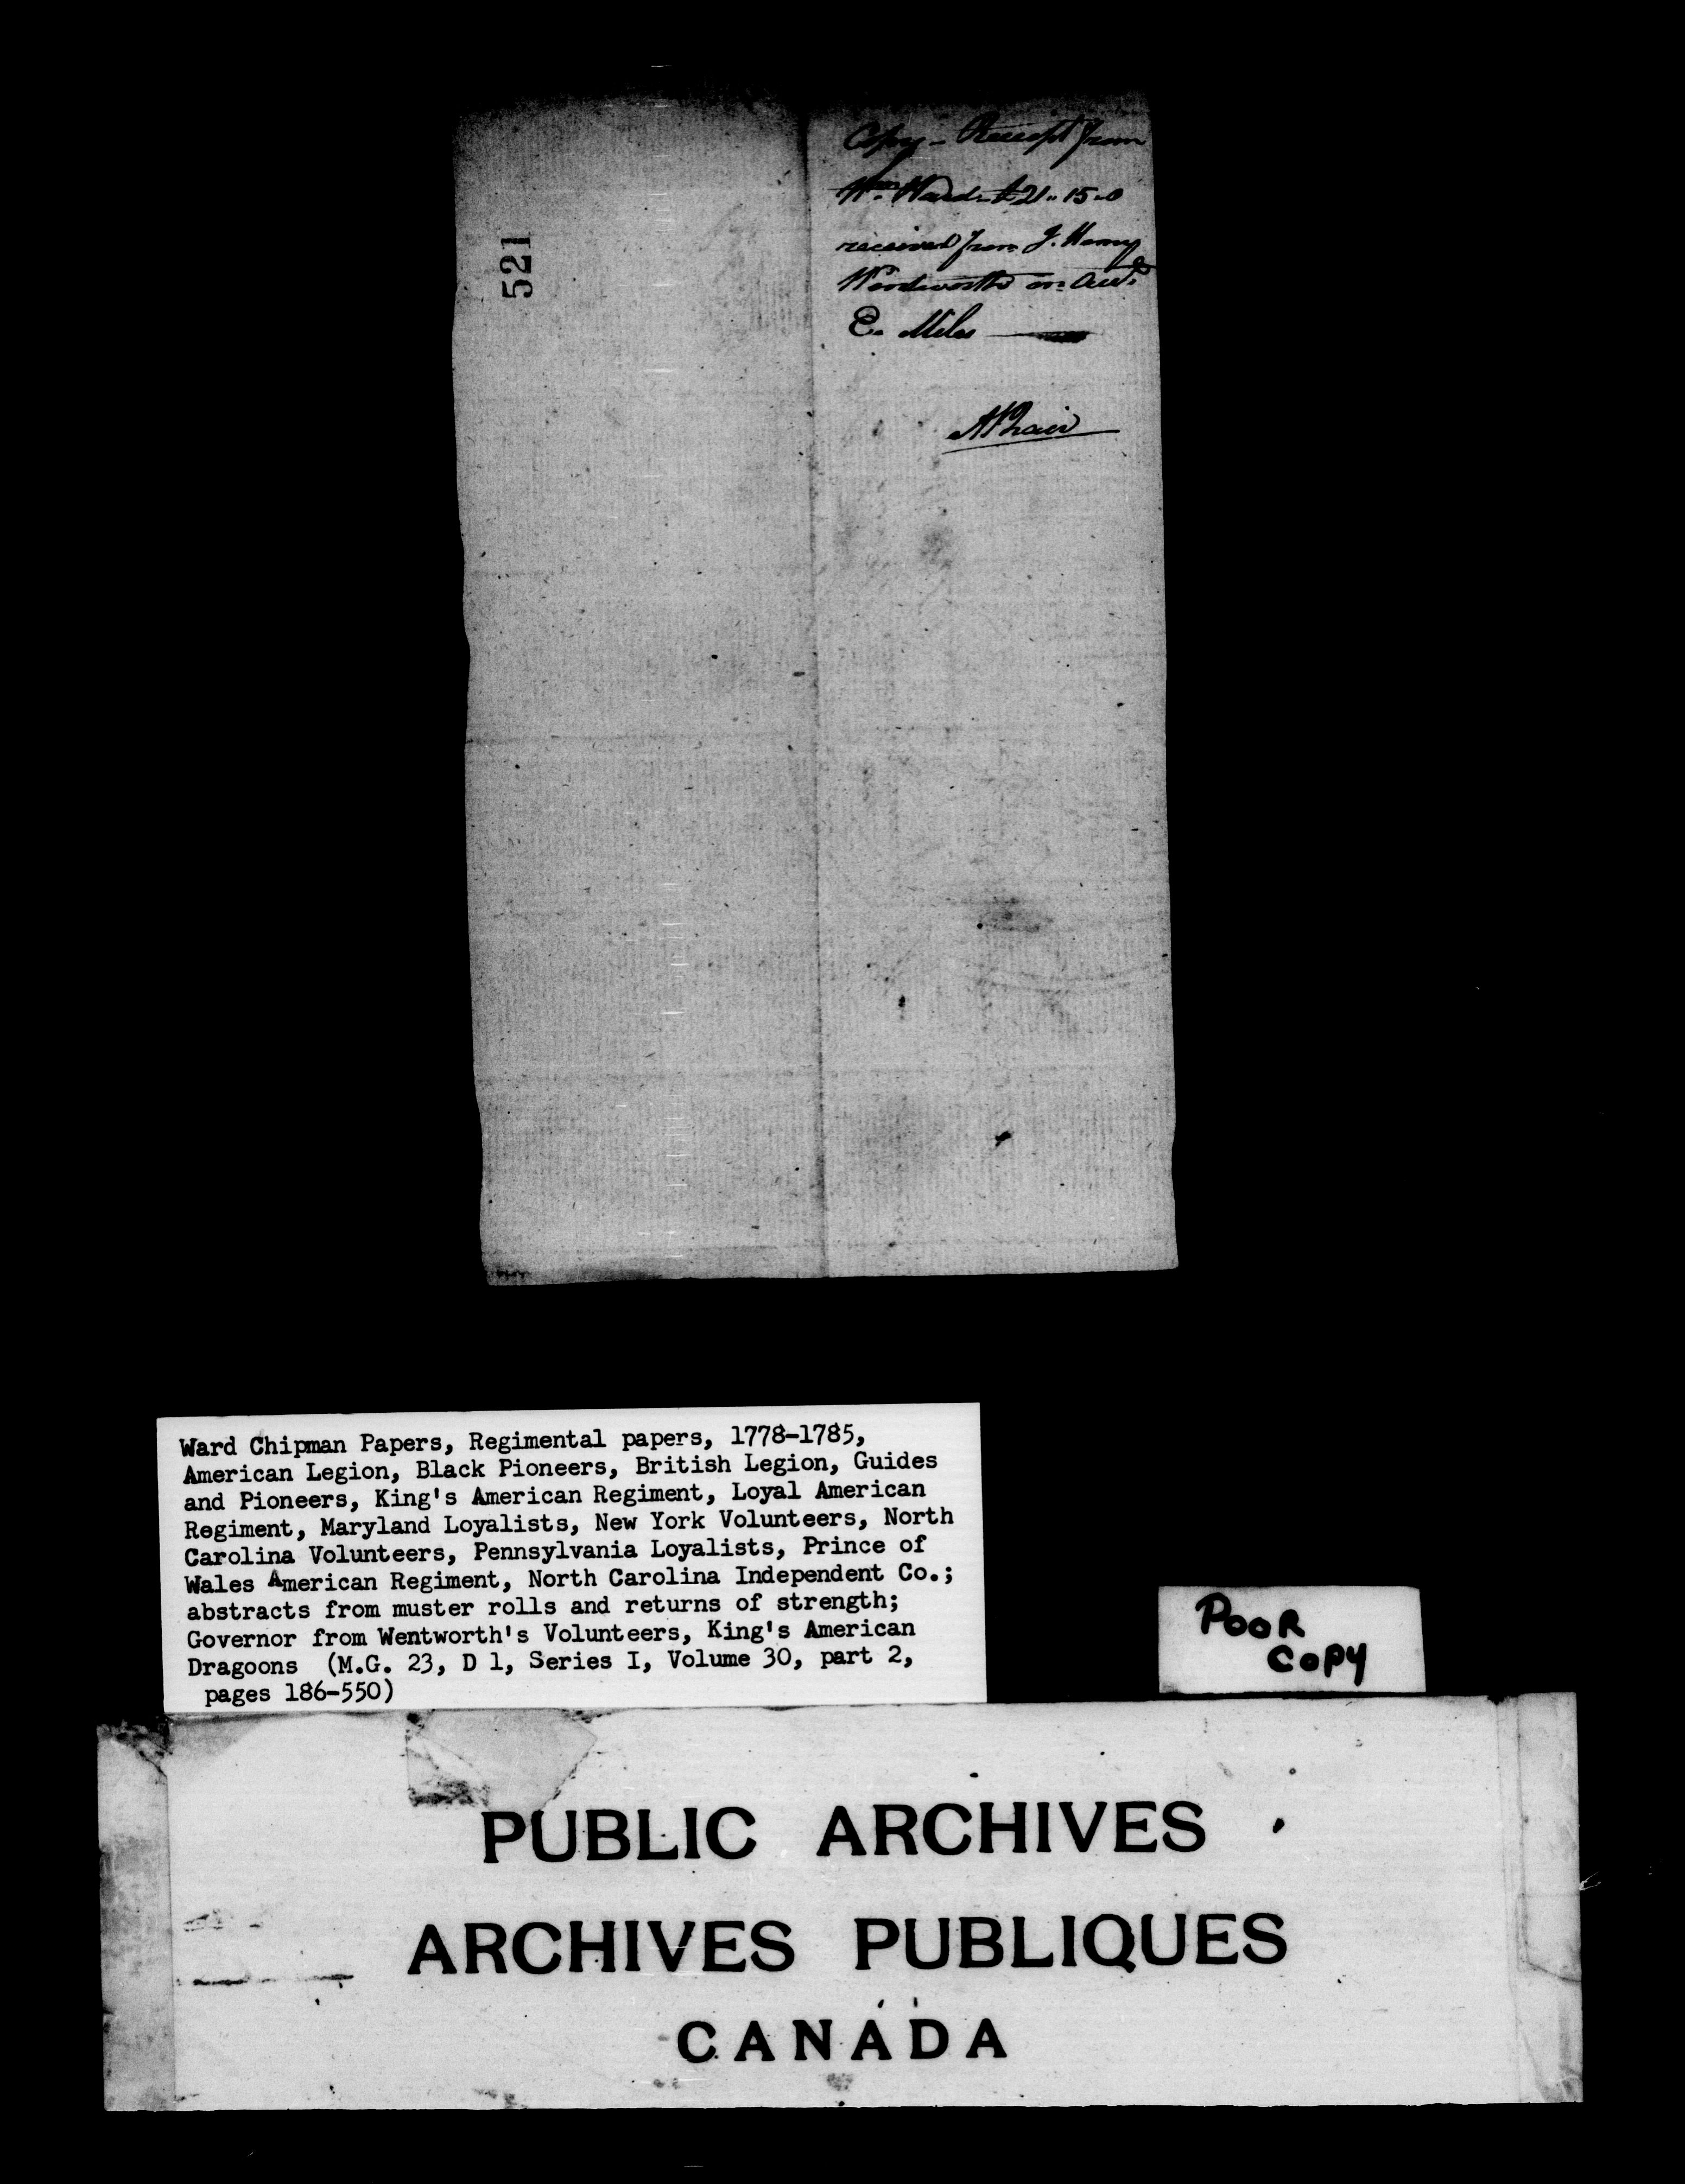 521
Copy - Receipt from
Wm. Ward £21..15-0
received from J. Henny
Wentworth on Acct.
E. Miles
A Phair
Ward Chipman Papers, Regimental papers, 1778-1785,
American Legion, Black Pioneers, British Legion, Guides
and Pioneers, King's American Regiment, Loyal American
Regiment, Maryland Loyalists, New York Volunteers, North
Carolina Volunteers, Pennsylvania Loyalists, Prince of
Wales American Regiment, North Carolina Independent Co.;
abstracts from muster rolls and returns of strength;
Governor from Wentworth's Volunteers, King's American
Dragoons (M.G. 23, D 1, Series I, Volume 30, part 2,
pages 186-550)
POOR
COPY
PUBLIC ARCHIVES
ARCHIVES PUBLIQUES
CANADA